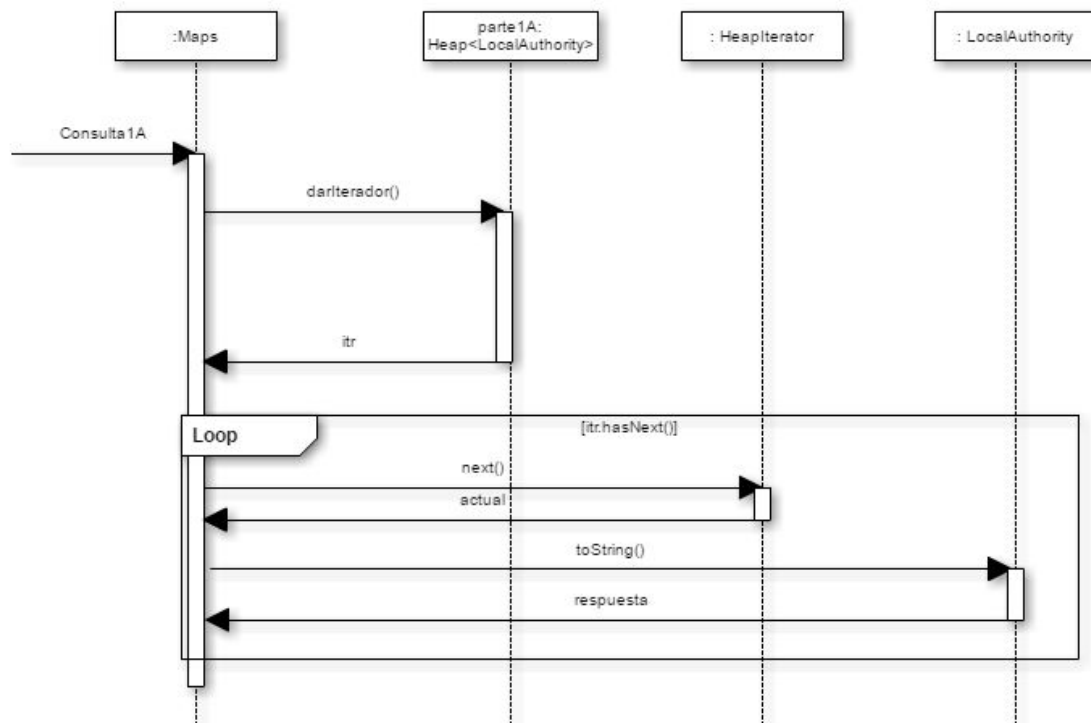 :Maps
parte1A:
Heap<LocalAuthority>
: HeapIterator
: LocalAuthority
Consulta1A
darIterador()
itr
Loop
[itr.hasNext()]
next()
actual
toString()
respuesta